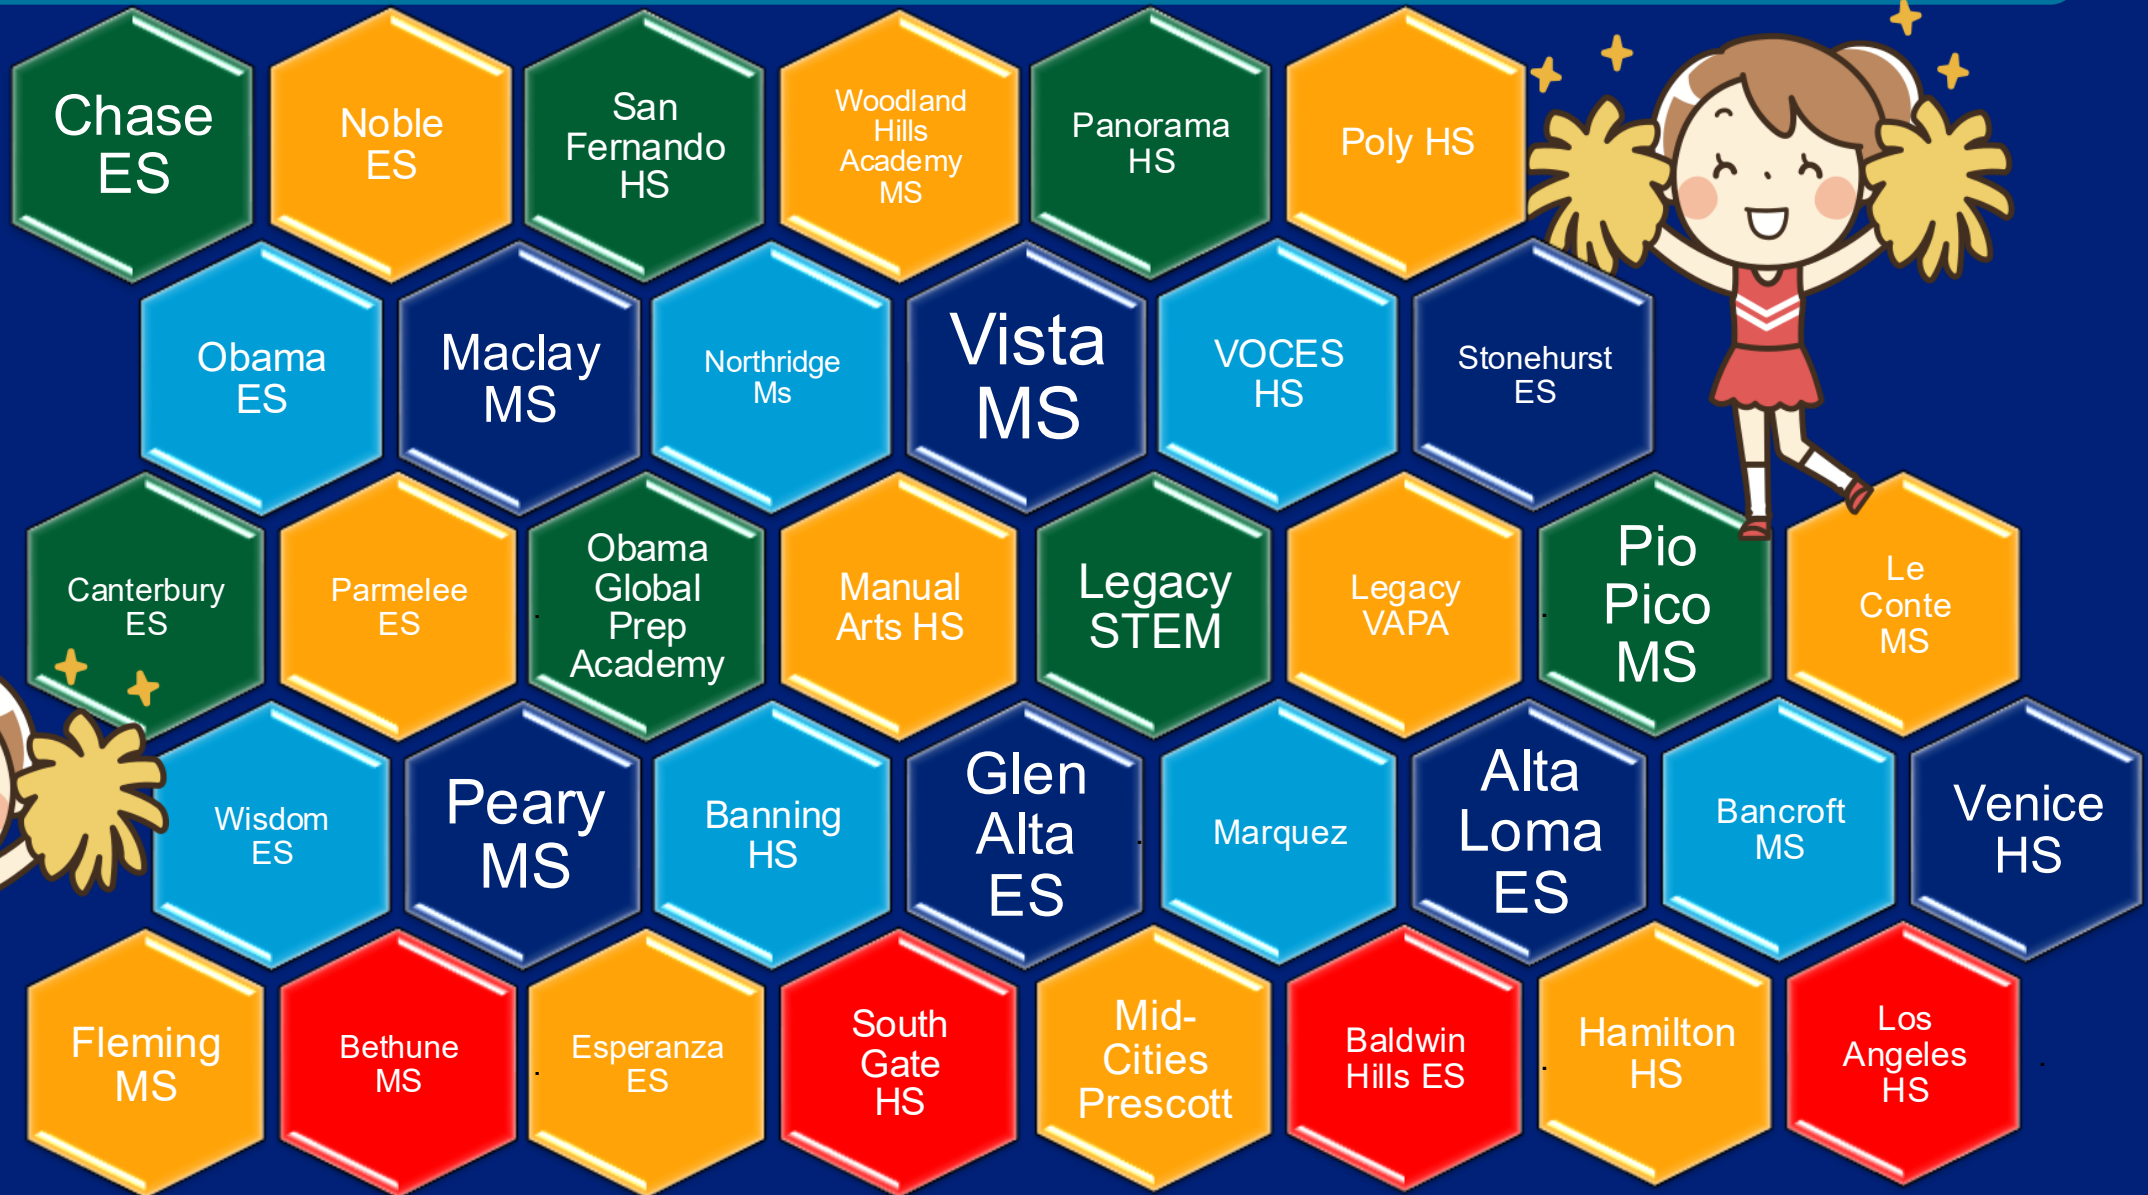 Chase
ES
Noble
ES
San
Fernando
HS
Woodland
Hills
Academy
MS
Panorama
HS
Poly HS
Obama
ES
Maclay
MS
Northridge
Ms
Vista
MS
VOCES
HS
Stonehurst
ES
Canterbury
ES
Parmelee
ES
Obama
Global
Prep
Academy
Manual
Arts HS
Legacy
STEM
Legacy
VAPA
Pio
Pico
MS
Le
Conte
MS
Wisdom
ES
Peary
MS
Banning
HS
Glen
Alta
ES
Marquez
Alta
Loma
ES
Bancroft
MS
Venice
HS
Fleming
MS
Bethune
MS
Esperanza
ES
South
Gate
HS
Mid-
Cities
Prescott
Baldwin
Hills ES
Hamilton
HS
Los
Angeles
HS